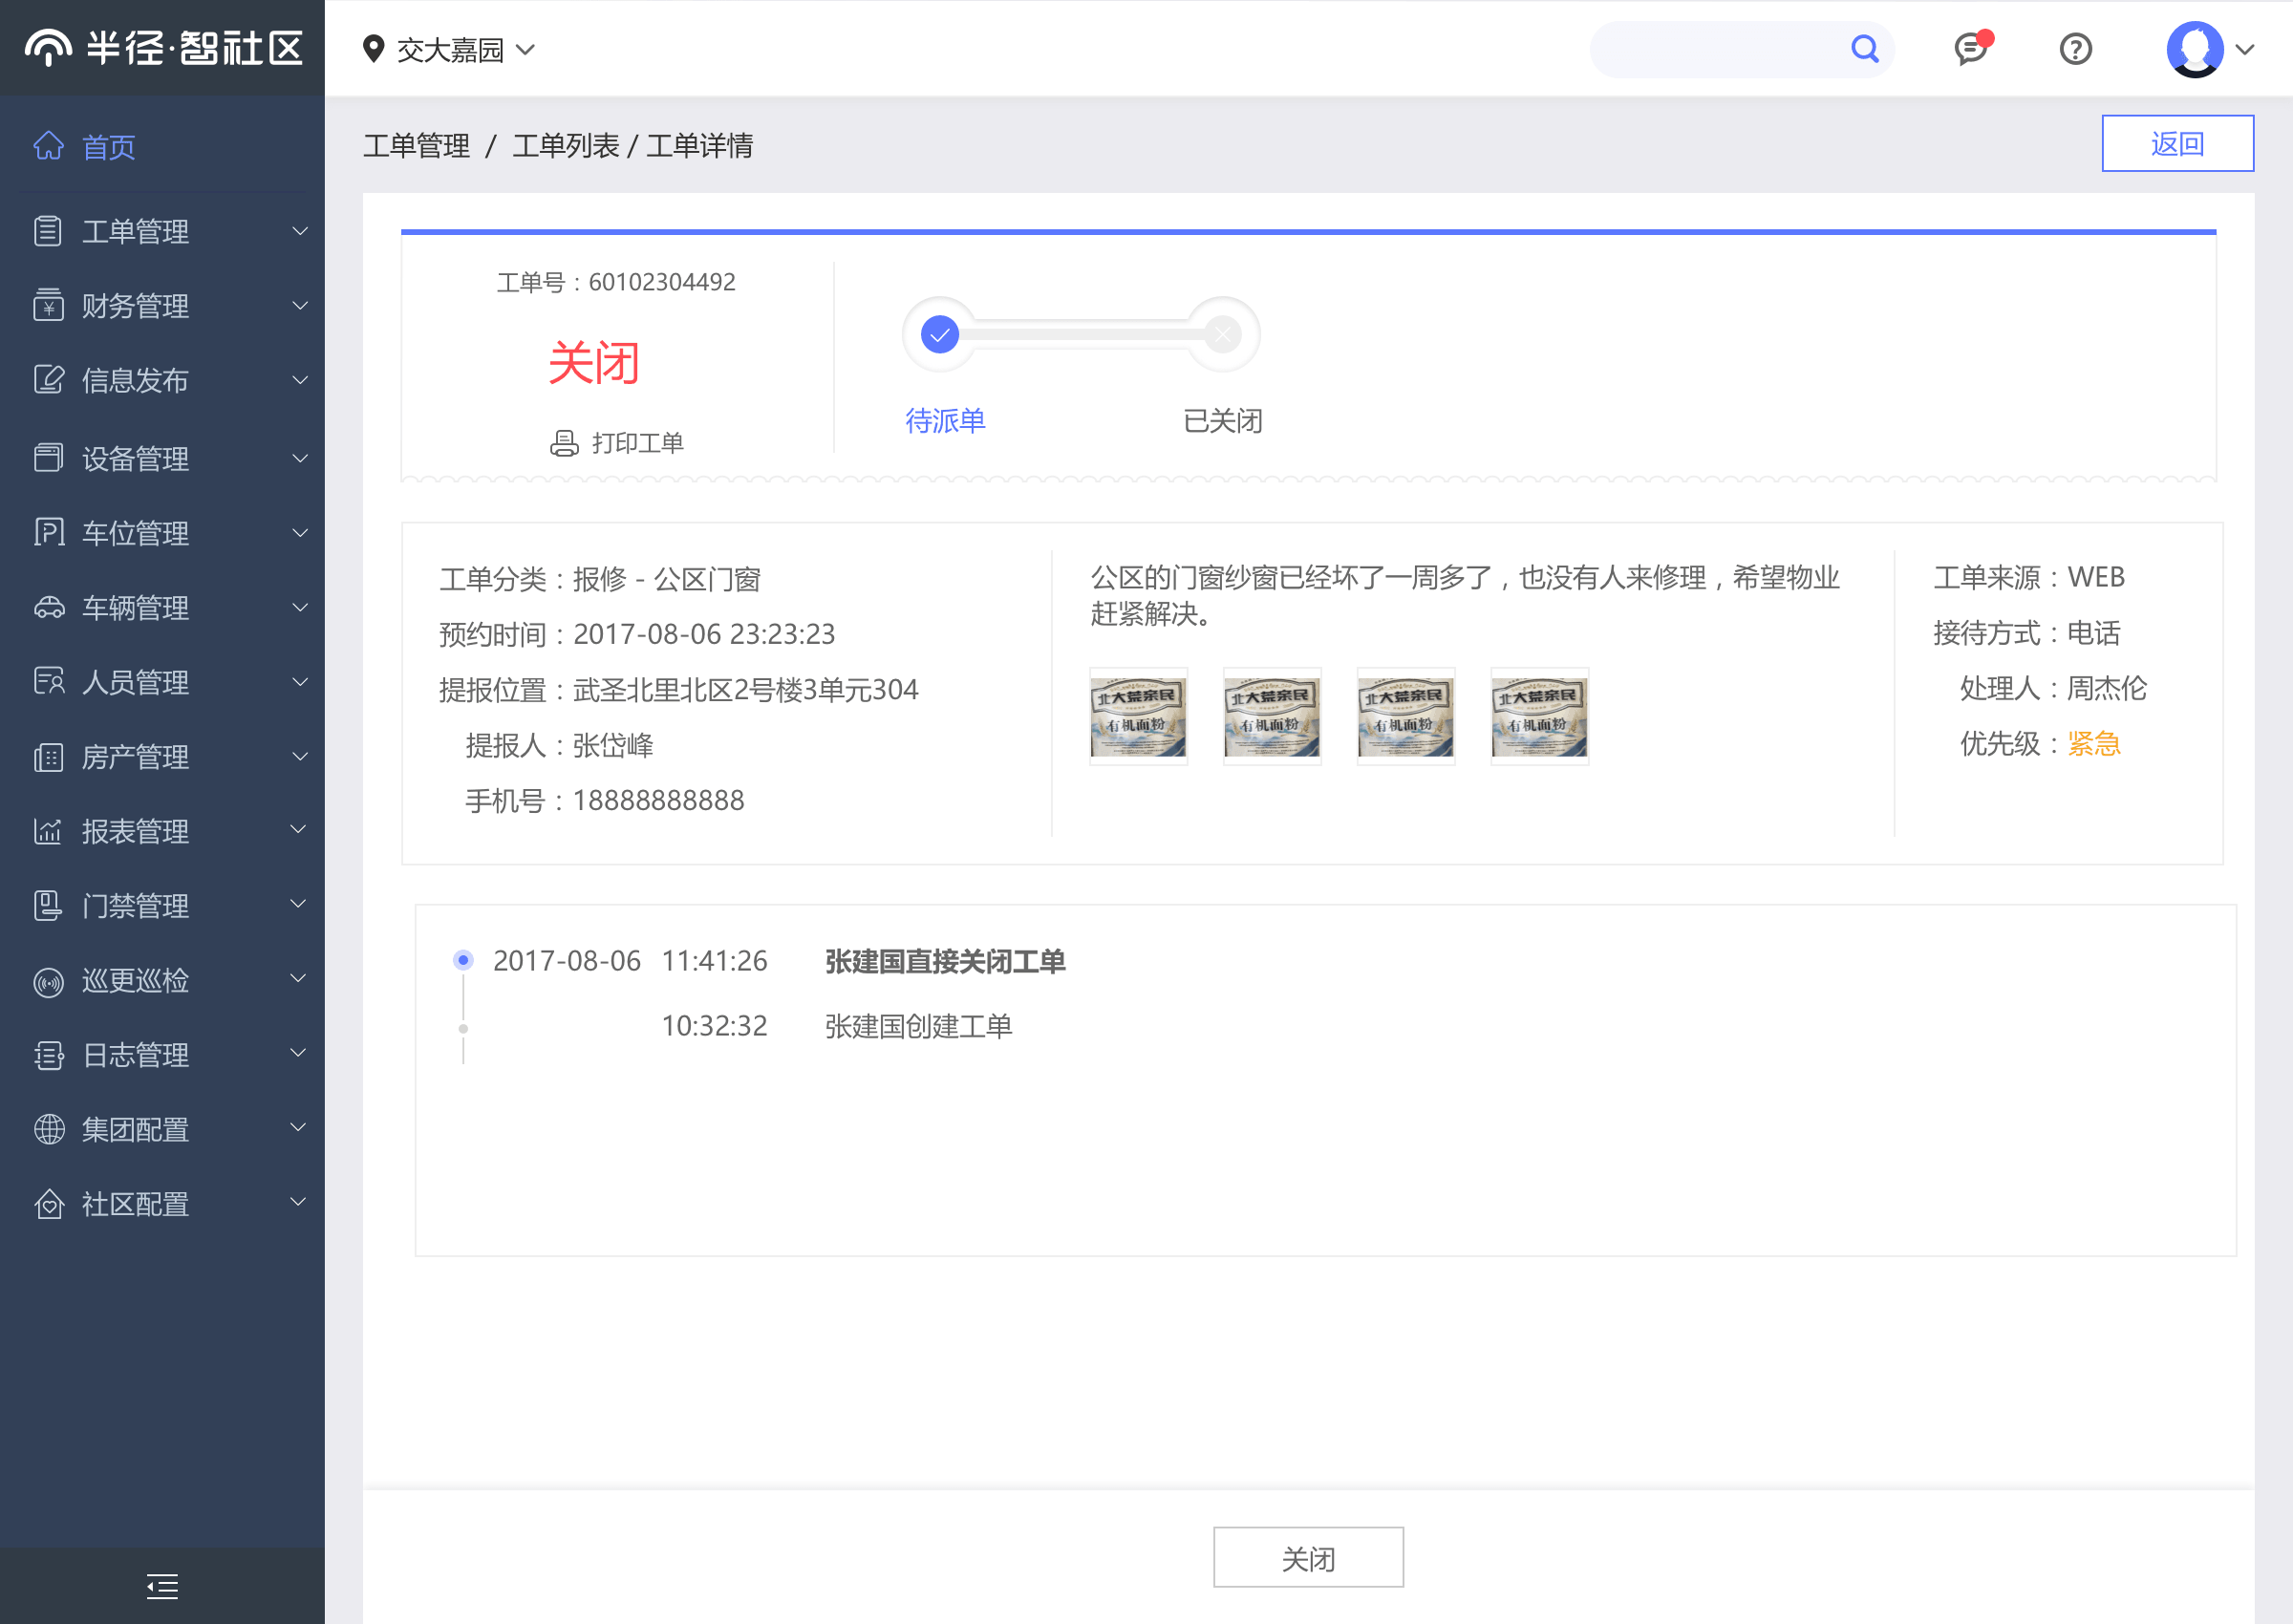 半径·智社区
交大嘉园
首页
工单管理
财务管理
信息发布
设备管理
车位管理
车辆管理
人员管理
房产管理
报表管理
门禁管理
巡更巡检
日志管理
集团配置
社区配置
工单管理 / 工单列表 / 工单详情
返回
工单号：60102304492
关闭
打印工单
待派单
已关闭
工单分类：报修 - 公区门窗
预约时间：2017-08-06 23:23:23
提报位置：武圣北里北区2号楼3单元304
提报人：张岱峰
手机号：18888888888
公区的门窗纱窗已经坏了一周多了，也没有人来修理，希望物业
赶紧解决。
北大荒亲民
有机面粉
北大荒亲民
有机面粉
北大荒亲民
有机面粉
北大荒亲民
有机面粉
工单来源：WEB
接待方式：电话
处理人：周杰伦
优先级：紧急
2017-08-06 11:41:26 张建国直接关闭工单
10:32:32 张建国创建工单
关闭